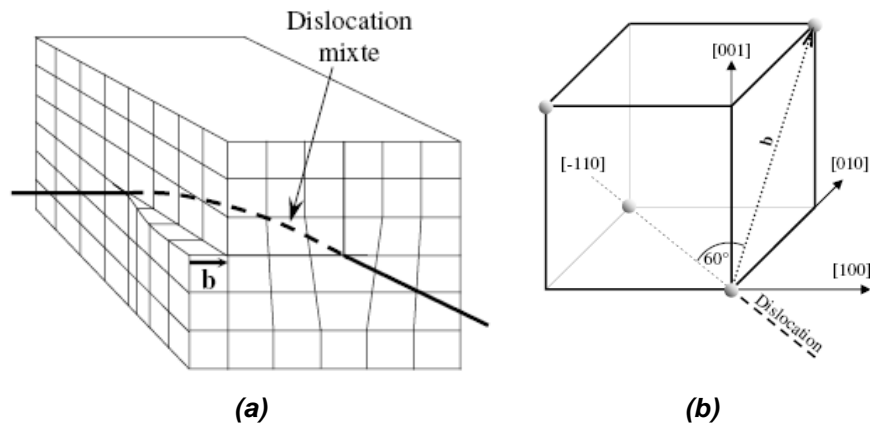 Dislocation
mixte
b
(a)
[001]
[-110]
[010]
b
60°
[100]
Dislocation
(b)